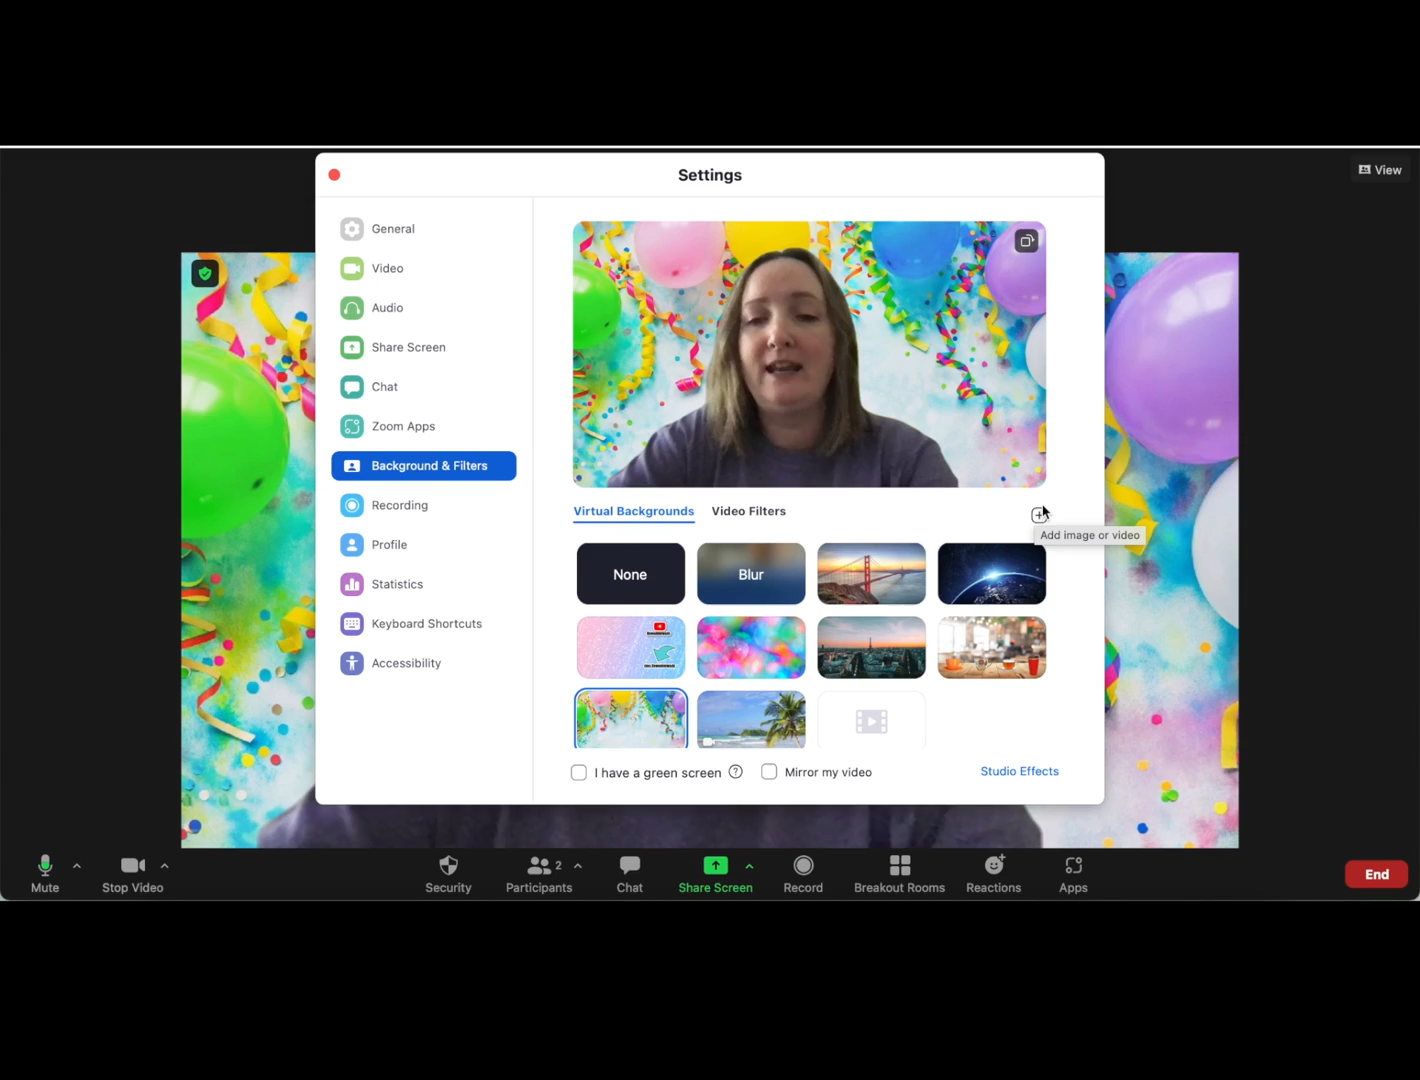 Settings
View
General
Video
Audio
Share Screen
Chat
Zoom Apps
Background & Filters
Recording
Profile
Statistics
Keyboard Shortcuts
Accessibility
Virtual Backgrounds Video Filters
Add image or video
None Blur
I have a green screen ? Mirror my video Studio Effects
Mute Stop Video Security Participants 2 Chat Share Screen Record Breakout Rooms Reactions Apps End